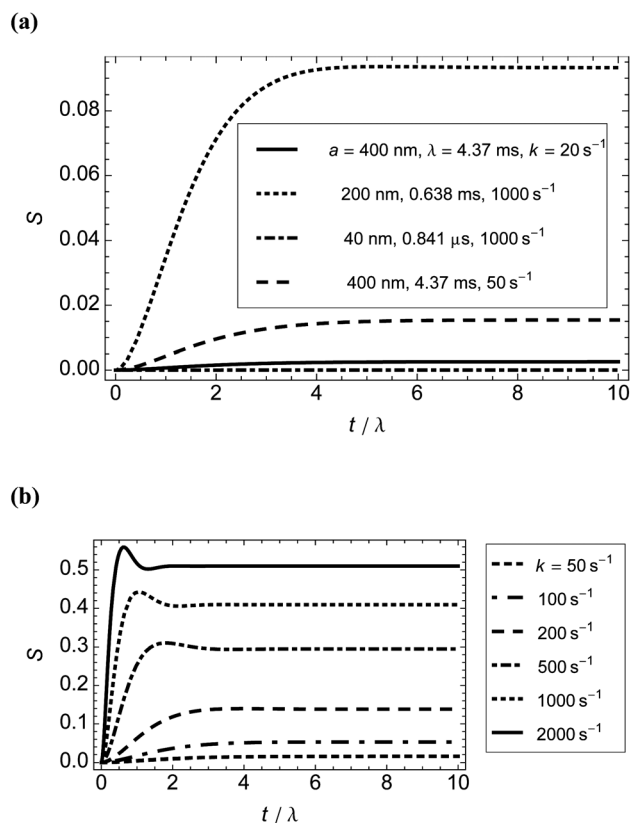 (a)
0.08
0.06
0.04
0.02
0.00
S
a = 400 nm, λ = 4.37 ms, k = 20 s⁻¹
200 nm, 0.638 ms, 1000 s⁻¹
40 nm, 0.841 μs, 1000 s⁻¹
400 nm, 4.37 ms, 50 s⁻¹
0 2 4 6 8 10
t / λ
(b)
0.5
0.4
0.3
0.2
0.1
0.0
S
0 2 4 6 8 10
t / λ
k = 50 s⁻¹
100 s⁻¹
200 s⁻¹
500 s⁻¹
1000 s⁻¹
2000 s⁻¹